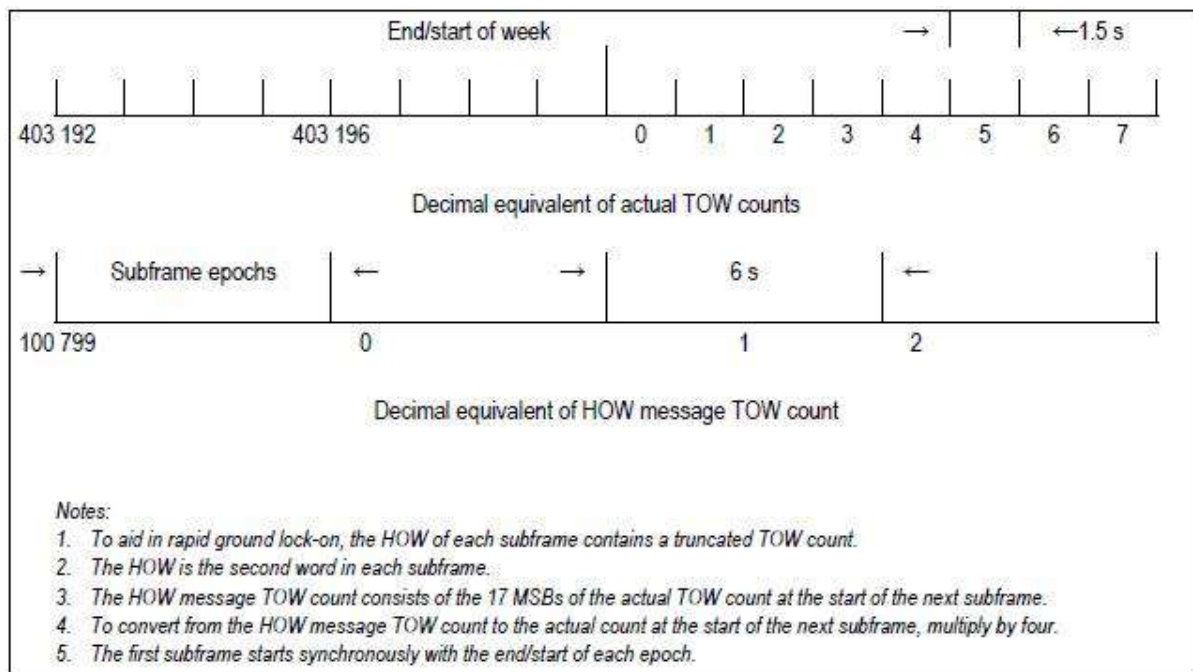 End/start of week → ←1.5 s
403 192 403 196 0 1 2 3 4 5 6 7
Decimal equivalent of actual TOW counts
→ Subframe epochs ← → 6 s ←
100 799 0 1 2
Decimal equivalent of HOW message TOW count
Notes:
1. To aid in rapid ground lock-on, the HOW of each subframe contains a truncated TOW count.
2. The HOW is the second word in each subframe.
3. The HOW message TOW count consists of the 17 MSBs of the actual TOW count at the start of the next subframe.
4. To convert from the HOW message TOW count to the actual count at the start of the next subframe, multiply by four.
5. The first subframe starts synchronously with the end/start of each epoch.